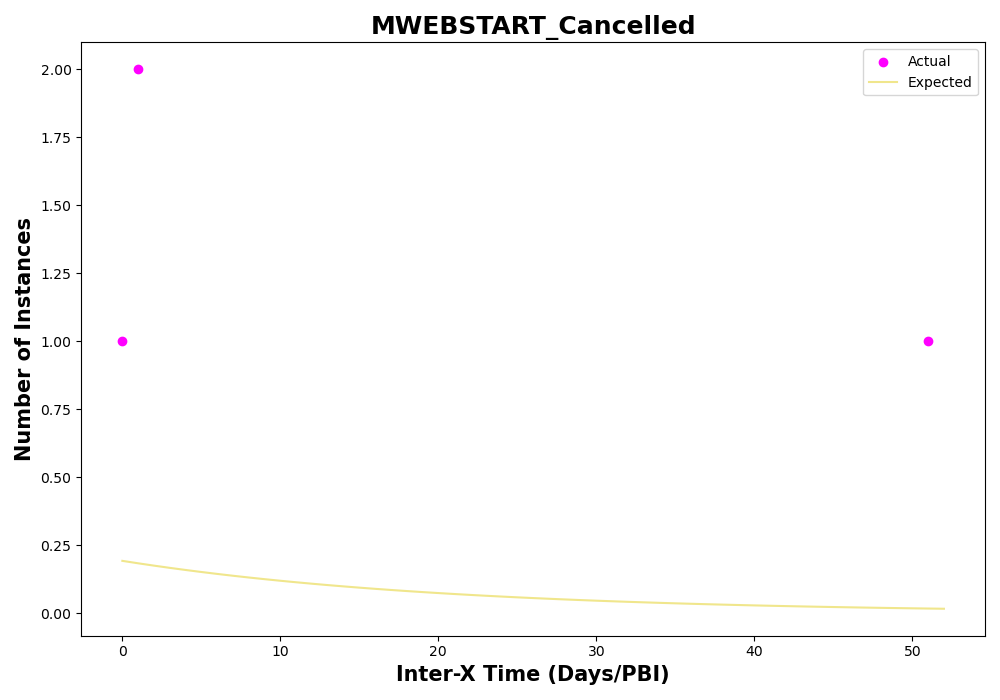 MWEBSTART_Cancelled
Actual
Expected
Number of Instances
2.00
1.75
1.50
1.25
1.00
0.75
0.50
0.25
0.00
0 10 20 30 40 50
Inter-X Time (Days/PBI)